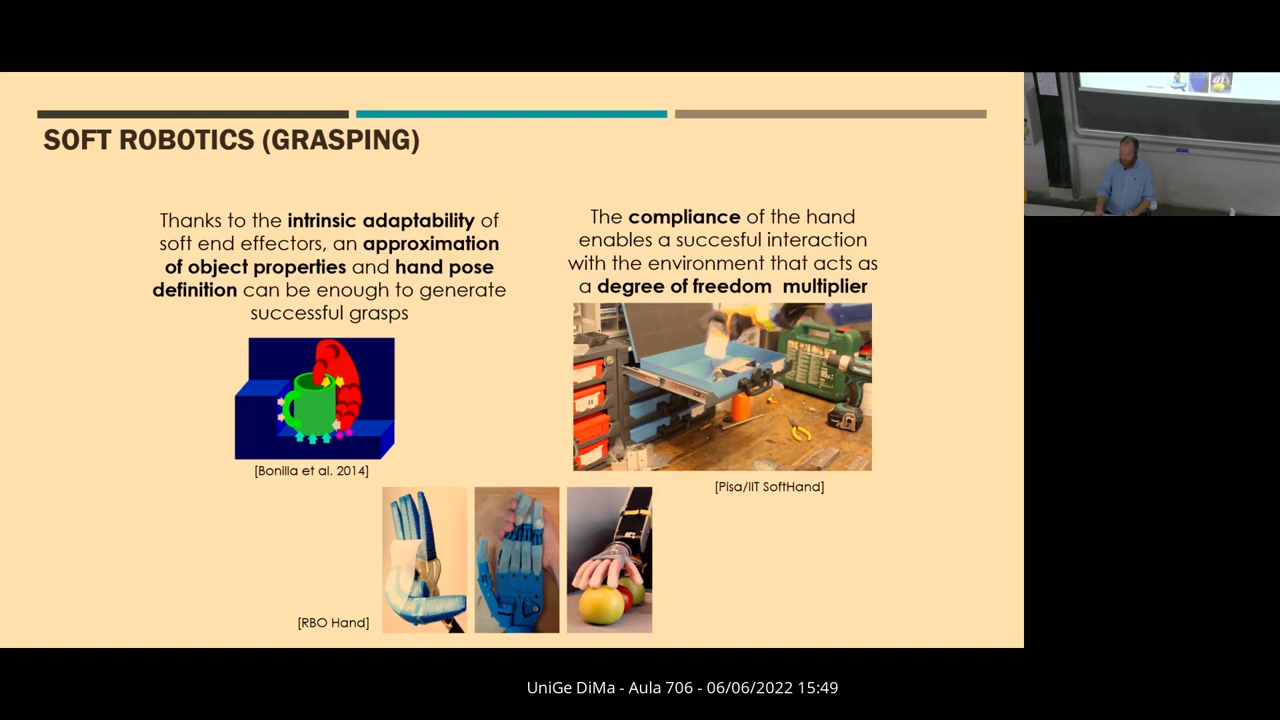 SOFT ROBOTICS (GRASPING)
Thanks to the intrinsic adaptability of
soft end effectors, an approximation
of object properties and hand pose
definition can be enough to generate
successful grasps
[Bonilla et al. 2014]
The compliance of the hand
enables a succesful interaction
with the environment that acts as
a degree of freedom multiplier
[Pisa/IIT SoftHand]
[RBO Hand]
UniGe DiMa - Aula 706 - 06/06/2022 15:49